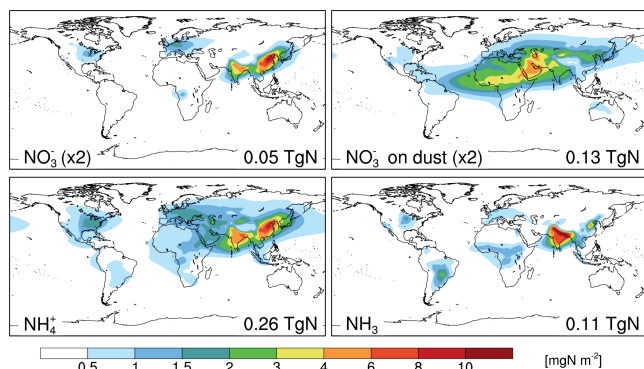 NO₃⁻ (x2) 0.05 TgN
NO₃⁻ on dust (x2) 0.13 TgN
NH₄⁺ 0.26 TgN
NH₃ 0.11 TgN
0.5 1 1.5 2 3 4 6 8 10 [mgN m⁻²]